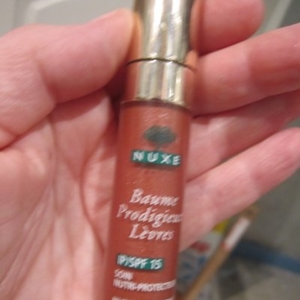 NUXE
Baume
Prodigieux
Lèvres
IP/SPF 15
SOIN
NUTRI-PROTECTEUR